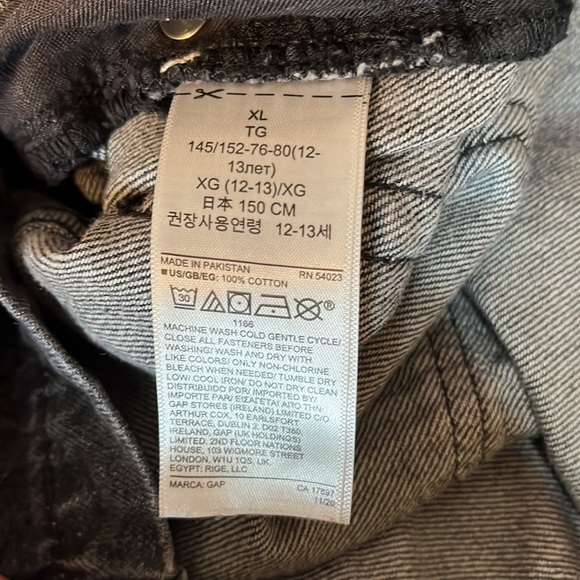 XL
TG
145/152-76-80(12-
13лет)
XG (12-13)/XG
日本 150 CM
권장사용연령 12-13세
MADE IN PAKISTAN RN 54023
■ US/GB/EG: 100% COTTON
30 ®
1166
MACHINE WASH COLD GENTLE CYCLE/
CLOSE ALL FASTENERS BEFORE
WASHING/ WASH AND DRY WITH
LIKE COLORS/ ONLY NON-CHLORINE
BLEACH WHEN NEEDED/ TUMBLE DRY
LOW/ COOL IRON/ DO NOT DRY CLEAN
DISTRIBUIDO POR/ IMPORTED BY/
IMPORTADO PAR/ ΕΙΣΑΓΕΤΑΙ ΑΠΟ ΤΗΝ:
GAP STORES (IRELAND) LIMITED C/O
ARTHUR COX, 10 EARLSFORT
TERRACE, DUBLIN 2, D02 T380
IRELAND, GAP (UK HOLDINGS)
LIMITED, 2ND FLOOR NATIONS
HOUSE, 103 WIGMORE STREET
LONDON, W1U 1QS, UK,
EGYPT: RIGE, LLC
MARCA: GAP CA 17897
11/20